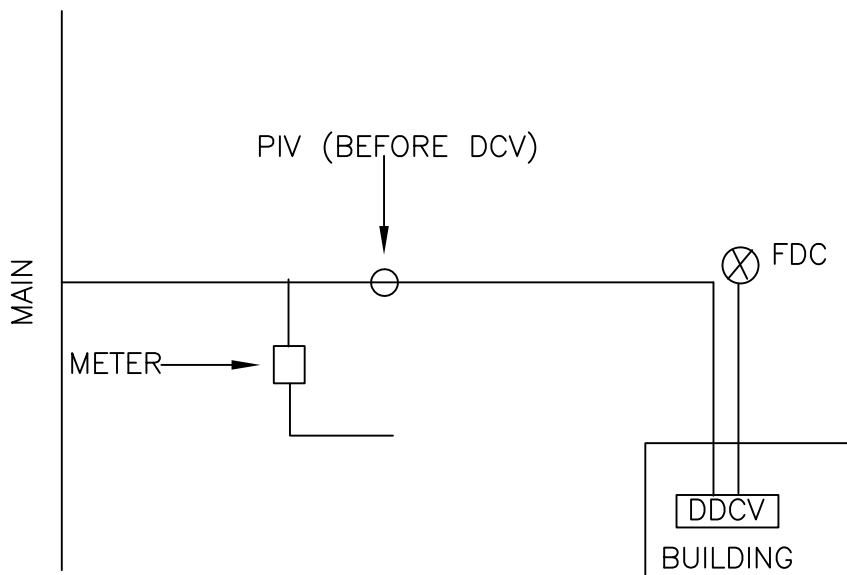 PIV (BEFORE DCV)
FDC
MAIN
METER
DDCV
BUILDING